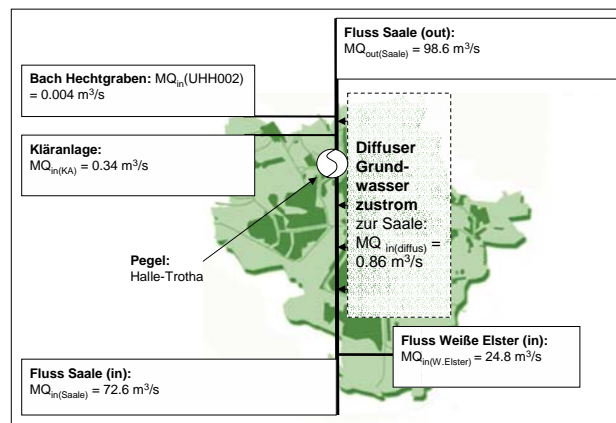 Fluss Saale (out)
MQout(Saale) = 98.6 m³/s
Bach Hechtgraben: MQin(UHH002)
= 0.004 m³/s
Kläranlage:
MQin(KA) = 0.34 m³/s
Diffuser
Grund-
wasser
zustrom
zur Saale:
MQ in(diffus) =
0.86 m³/s
Pegel:
Halle-Trotha
Fluss Weiße Elster (in)
MQin(W.Elster) = 24.8 m³/s
Fluss Saale (in)
MQin(Saale) = 72.6 m³/s